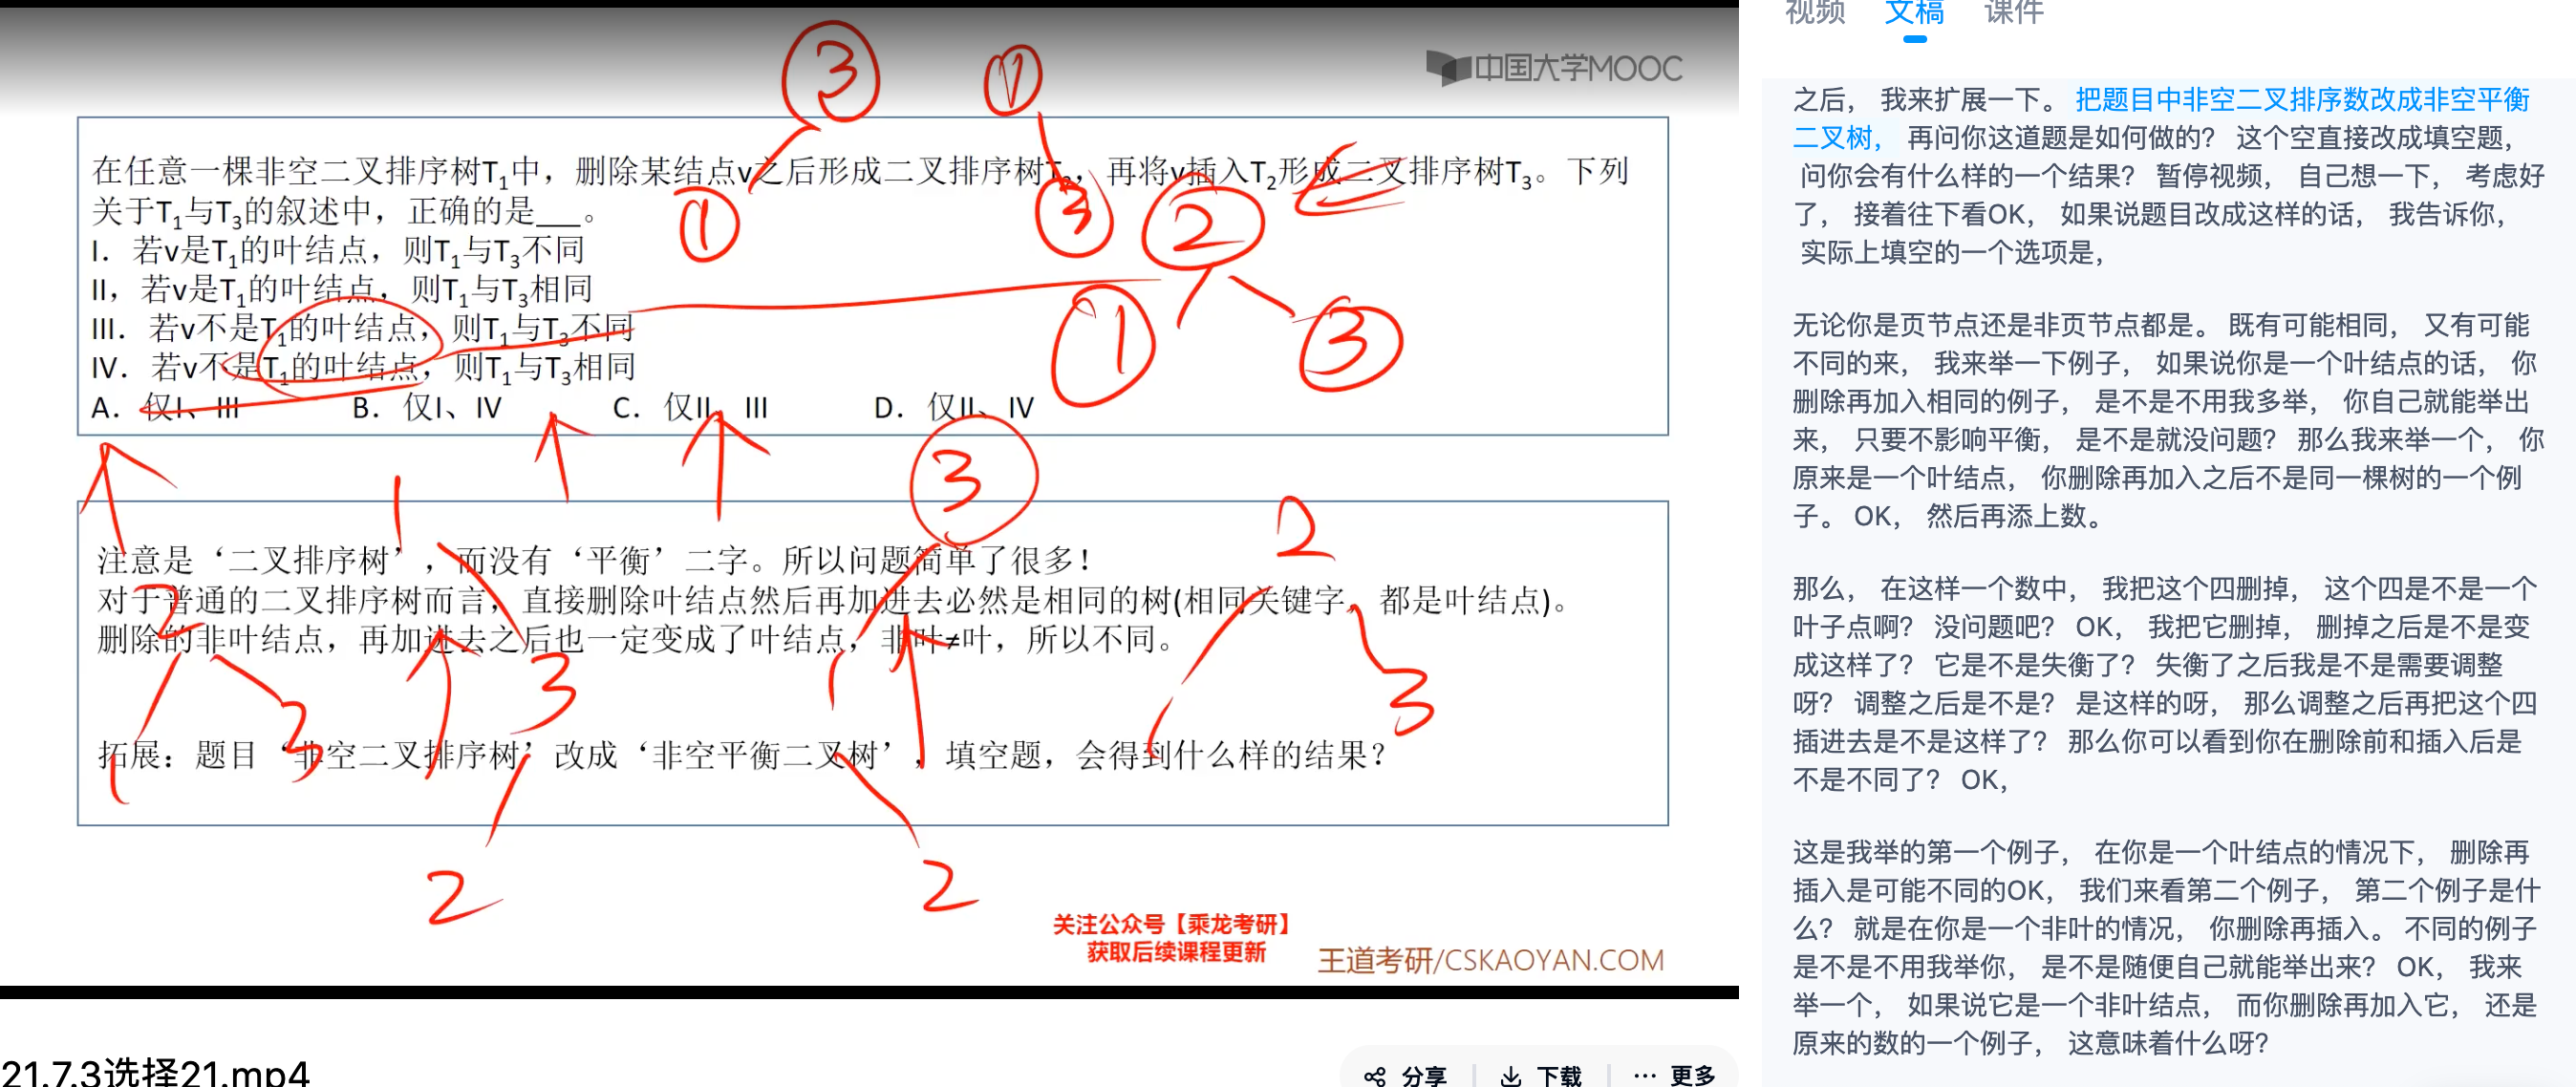 视频 文稿 课件
中国大学MOOC
在任意一棵非空二叉排序树T1中，删除某结点v之后形成二叉排序树T2，再将v插入T2形成二叉排序树T3。下列
关于T1与T3的叙述中，正确的是___。
I. 若v是T1的叶结点，则T1与T3不同
II，若v是T1的叶结点，则T1与T3相同
III. 若v不是T1的叶结点，则T1与T3不同
IV. 若v不是T1的叶结点，则T1与T3相同
A. 仅I、III B. 仅I、IV C. 仅II、III D. 仅II、IV
③ ① ① ③ ② ① ③
注意是‘二叉排序树’，而没有‘平衡’二字。所以问题简单了很多！
对于普通的二叉排序树而言，直接删除叶结点然后再加进去必然是相同的树(相同关键字，都是叶结点)。
删除的非叶结点，再加进去之后也一定变成了叶结点，非叶≠叶，所以不同。
拓展：题目‘非空二叉排序树’改成‘非空平衡二叉树’，填空题，会得到什么样的结果？
1 ③ 2
2 3 1 3
1 3 2 2
关注公众号【乘龙考研】
获取后续课程更新
王道考研/CSKAOYAN.COM
21.7.3选择21.mp4
分享 下载 更多
之后， 我来扩展一下。 把题目中非空二叉排序数改成非空平衡
二叉树， 再问你这道题是如何做的？ 这个空直接改成填空题，
问你会有什么样的一个结果？ 暂停视频， 自己想一下， 考虑好
了， 接着往下看OK， 如果说题目改成这样的话， 我告诉你，
实际上填空的一个选项是，
无论你是页节点还是非页节点都是。 既有可能相同， 又有可能
不同的来， 我来举一下例子， 如果说你是一个叶结点的话， 你
删除再加入相同的例子， 是不是不用我多举， 你自己就能举出
来， 只要不影响平衡， 是不是就没问题？ 那么我来举一个， 你
原来是一个叶结点， 你删除再加入之后不是同一棵树的一个例
子。 OK， 然后再添上数。
那么， 在这样一个数中， 我把这个四删掉， 这个四是不是一个
叶子点啊？ 没问题吧？ OK， 我把它删掉， 删掉之后是不是变
成这样了？ 它是不是失衡了？ 失衡了之后我是不是需要调整
呀？ 调整之后是不是？ 是这样的呀， 那么调整之后再把这个四
插进去是不是这样了？ 那么你可以看到你在删除前和插入后是
不是不同了？ OK，
这是我举的第一个例子， 在你是一个叶结点的情况下， 删除再
插入是可能不同的OK， 我们来看第二个例子， 第二个例子是什
么？ 就是在你是一个非叶的情况， 你删除再插入。 不同的例子
是不是不用我举你， 是不是随便自己就能举出来？ OK， 我来
举一个， 如果说它是一个非叶结点， 而你删除再加入它， 还是
原来的数的一个例子， 这意味着什么呀？